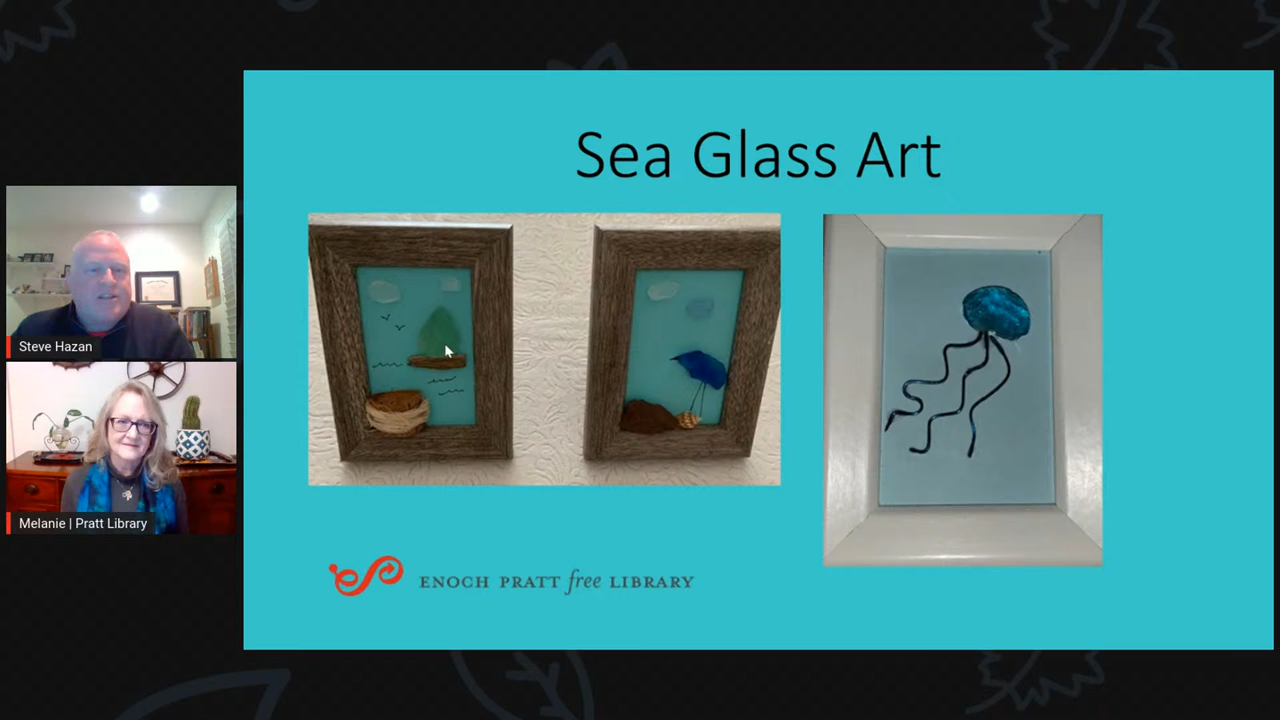 Sea Glass Art
Steve Hazan
Melanie | Pratt Library
ENOCH PRATT free LIBRARY